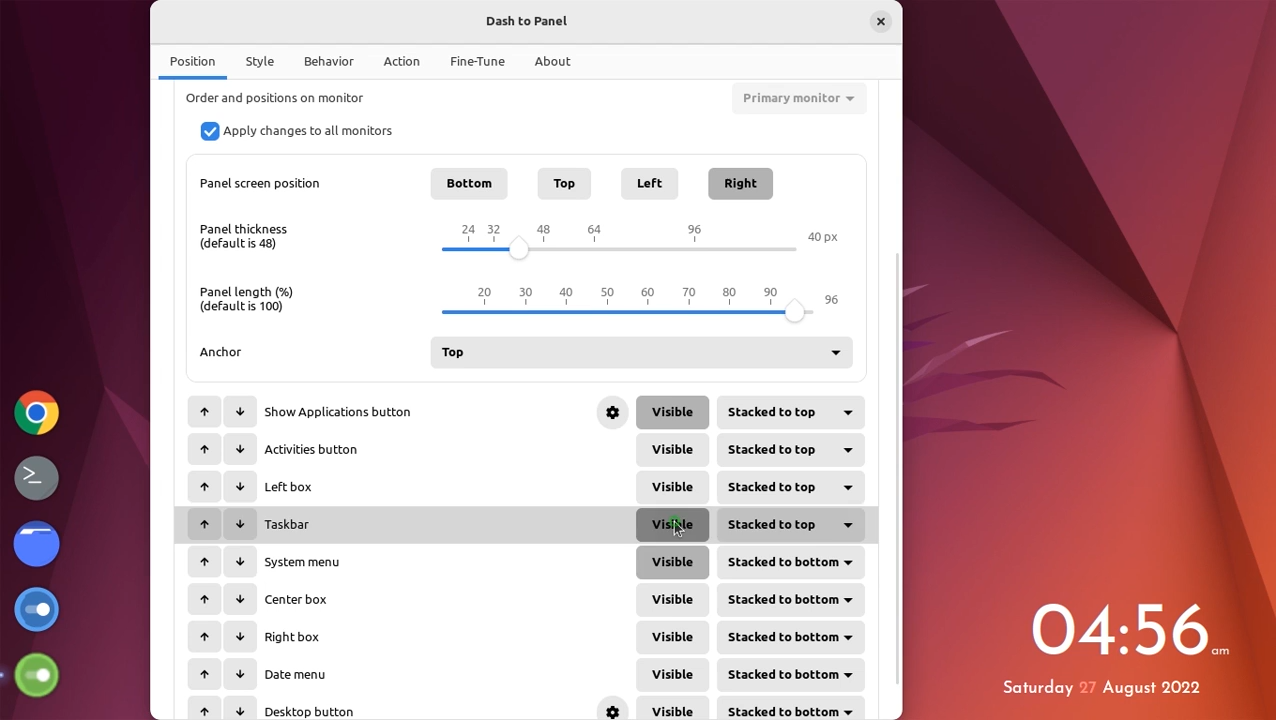 Dash to Panel
Position Style Behavior Action Fine-Tune About
Order and positions on monitor Primary monitor
Apply changes to all monitors
Panel screen position Bottom Top Left Right
Panel thickness
(default is 48)
24 32 48 64 96
40 px
Panel length (%)
(default is 100)
20 30 40 50 60 70 80 90
96
Anchor Top
Show Applications button Visible Stacked to top
Activities button Visible Stacked to top
Left box Visible Stacked to top
Taskbar Visible Stacked to top
System menu Visible Stacked to bottom
Center box Visible Stacked to bottom
Right box Visible Stacked to bottom
Date menu Visible Stacked to bottom
Desktop button Visible Stacked to bottom
04:56 am
Saturday 27 August 2022